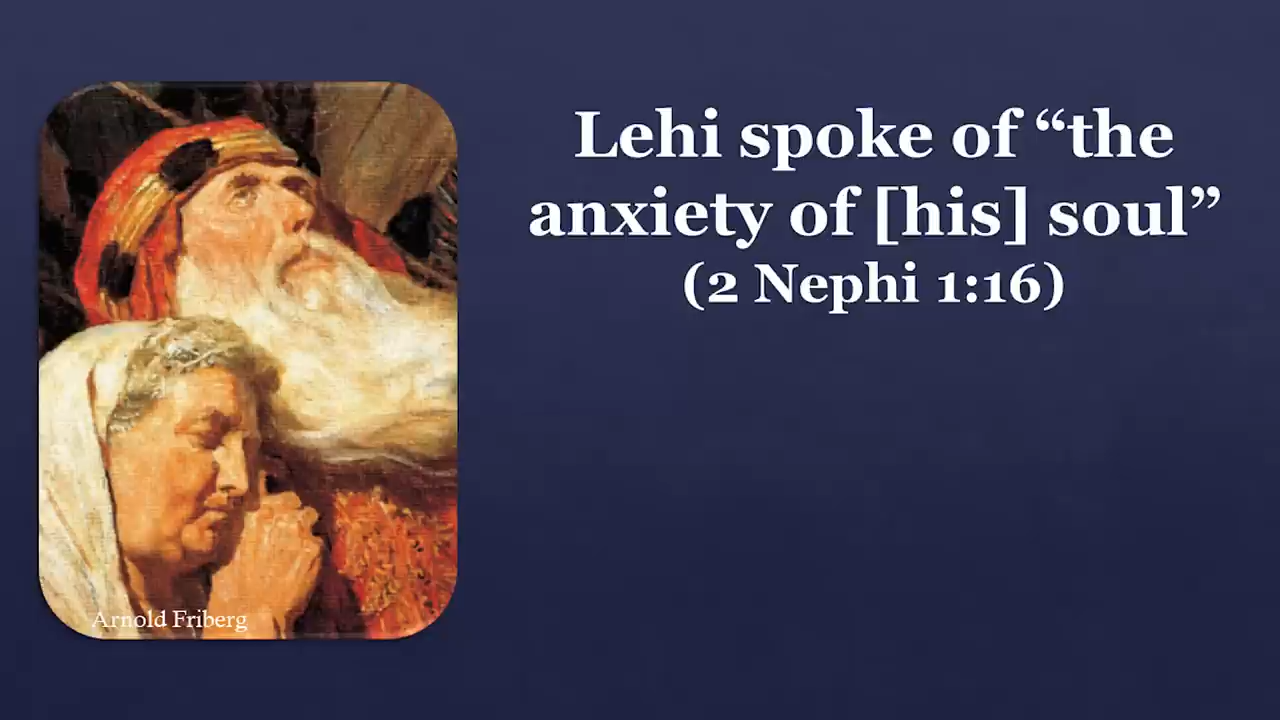 Lehi spoke of “the
anxiety of [his] soul”
(2 Nephi 1:16)
Arnold Friberg